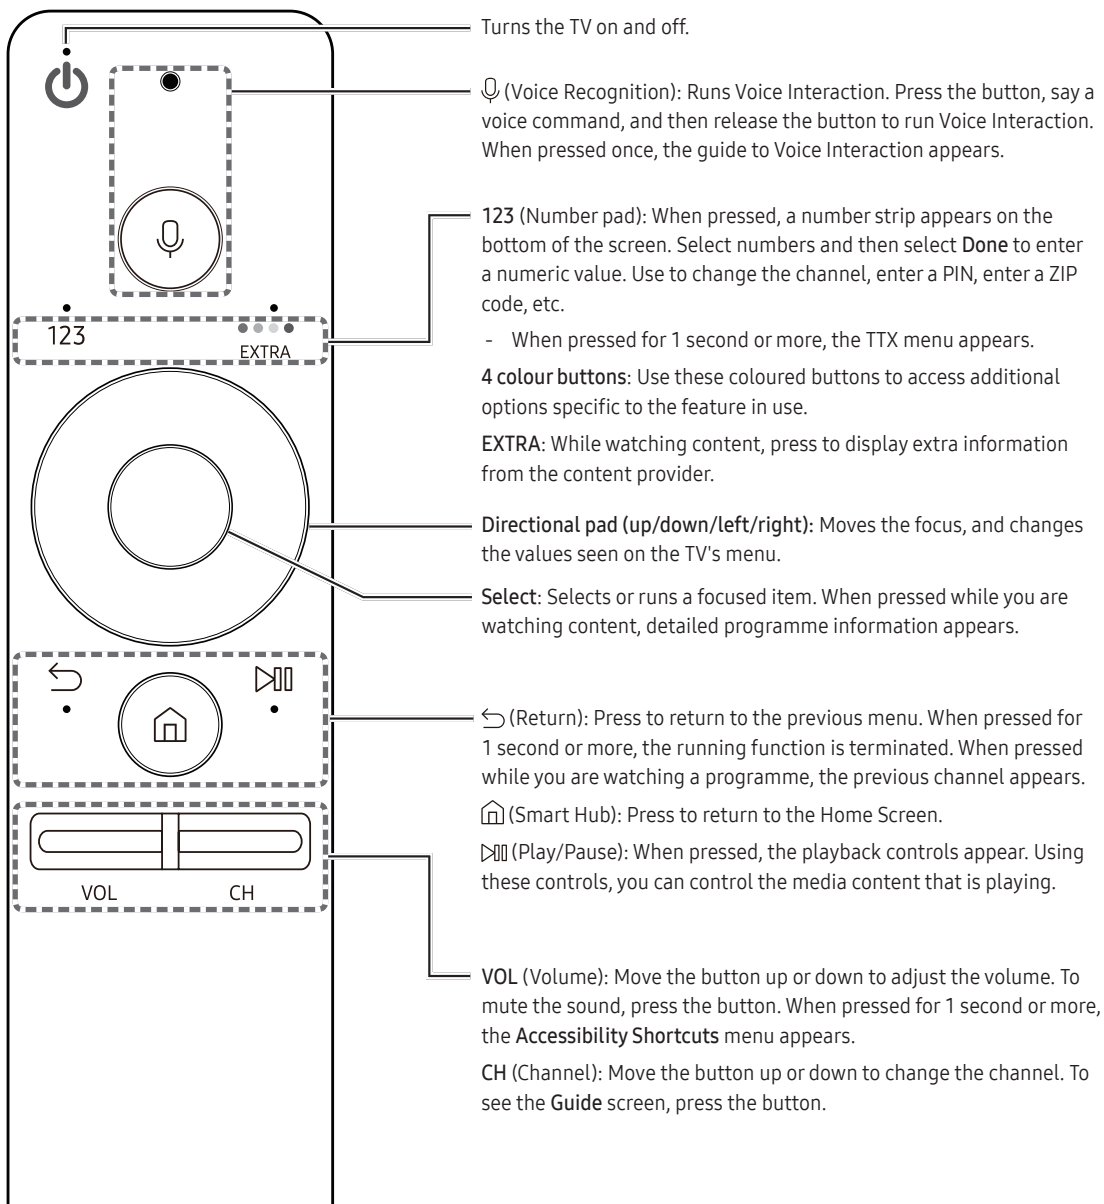 Turns the TV on and off.
(Voice Recognition): Runs Voice Interaction. Press the button, say a
voice command, and then release the button to run Voice Interaction.
When pressed once, the guide to Voice Interaction appears.
123 (Number pad): When pressed, a number strip appears on the
bottom of the screen. Select numbers and then select Done to enter
a numeric value. Use to change the channel, enter a PIN, enter a ZIP
code, etc.
- When pressed for 1 second or more, the TTX menu appears.
4 colour buttons: Use these coloured buttons to access additional
options specific to the feature in use.
EXTRA: While watching content, press to display extra information
from the content provider.
Directional pad (up/down/left/right): Moves the focus, and changes
the values seen on the TV's menu.
Select: Selects or runs a focused item. When pressed while you are
watching content, detailed programme information appears.
(Return): Press to return to the previous menu. When pressed for
1 second or more, the running function is terminated. When pressed
while you are watching a programme, the previous channel appears.
(Smart Hub): Press to return to the Home Screen.
(Play/Pause): When pressed, the playback controls appear. Using
these controls, you can control the media content that is playing.
VOL (Volume): Move the button up or down to adjust the volume. To
mute the sound, press the button. When pressed for 1 second or more,
the Accessibility Shortcuts menu appears.
CH (Channel): Move the button up or down to change the channel. To
see the Guide screen, press the button.
123
EXTRA
VOL
CH